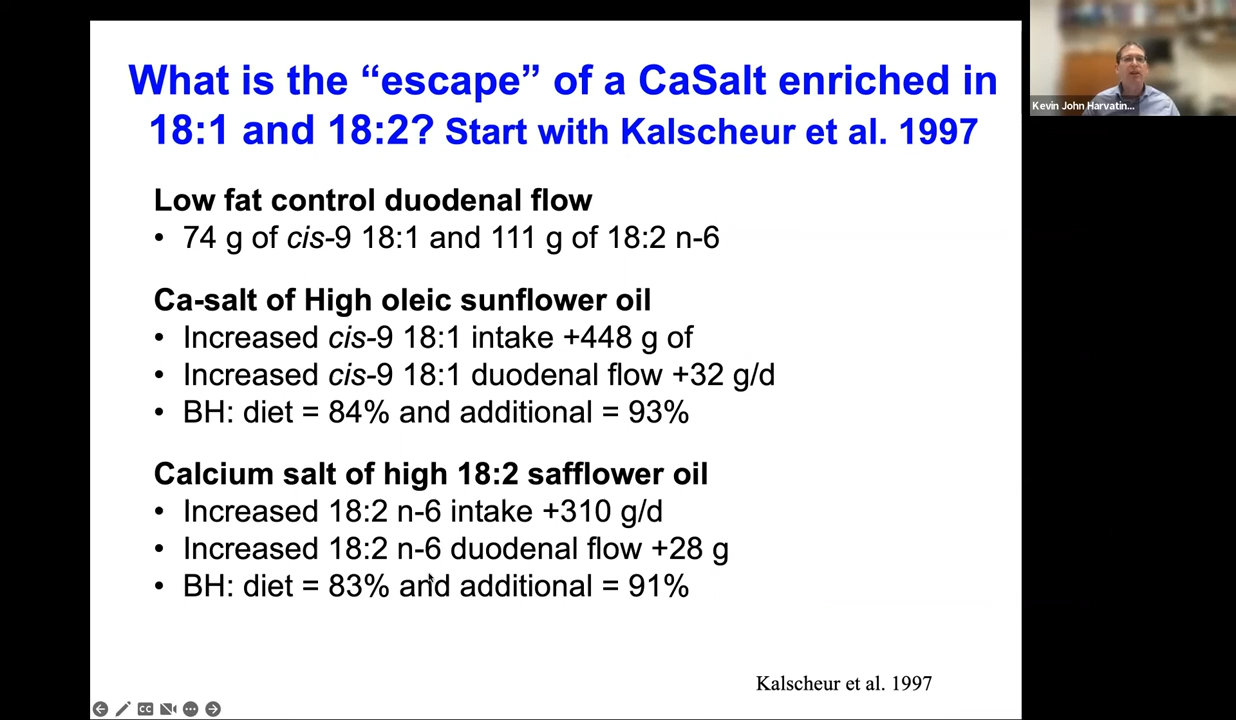 What is the “escape” of a CaSalt enriched in
18:1 and 18:2? Start with Kalscheur et al. 1997
Kevin John Harvatin...
Low fat control duodenal flow
• 74 g of cis-9 18:1 and 111 g of 18:2 n-6
Ca-salt of High oleic sunflower oil
• Increased cis-9 18:1 intake +448 g of
• Increased cis-9 18:1 duodenal flow +32 g/d
• BH: diet = 84% and additional = 93%
Calcium salt of high 18:2 safflower oil
• Increased 18:2 n-6 intake +310 g/d
• Increased 18:2 n-6 duodenal flow +28 g
• BH: diet = 83% and additional = 91%
Kalscheur et al. 1997
CC